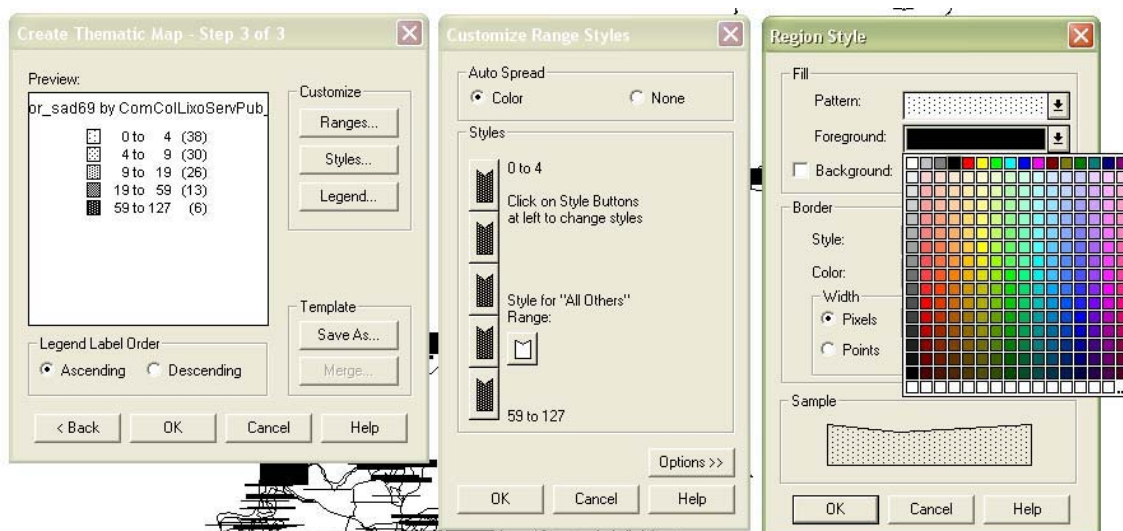 Create Thematic Map - Step 3 of 3
Preview:
or_sad69 by ComColLixoServPub_
0 to 4 (38)
4 to 9 (30)
9 to 19 (26)
19 to 59 (13)
59 to 127 (6)
Customize
Ranges...
Styles...
Legend...
Template
Save As...
Merge...
Legend Label Order
Ascending Descending
< Back OK Cancel Help
Customize Range Styles
Auto Spread
Color None
Styles
0 to 4
Click on Style Buttons
at left to change styles
Style for "All Others"
Range:
59 to 127
Options >>
OK Cancel Help
Region Style
Fill
Pattern:
Foreground:
Background:
Border
Style:
Color:
Width
Pixels
Points
Sample
OK Cancel Help